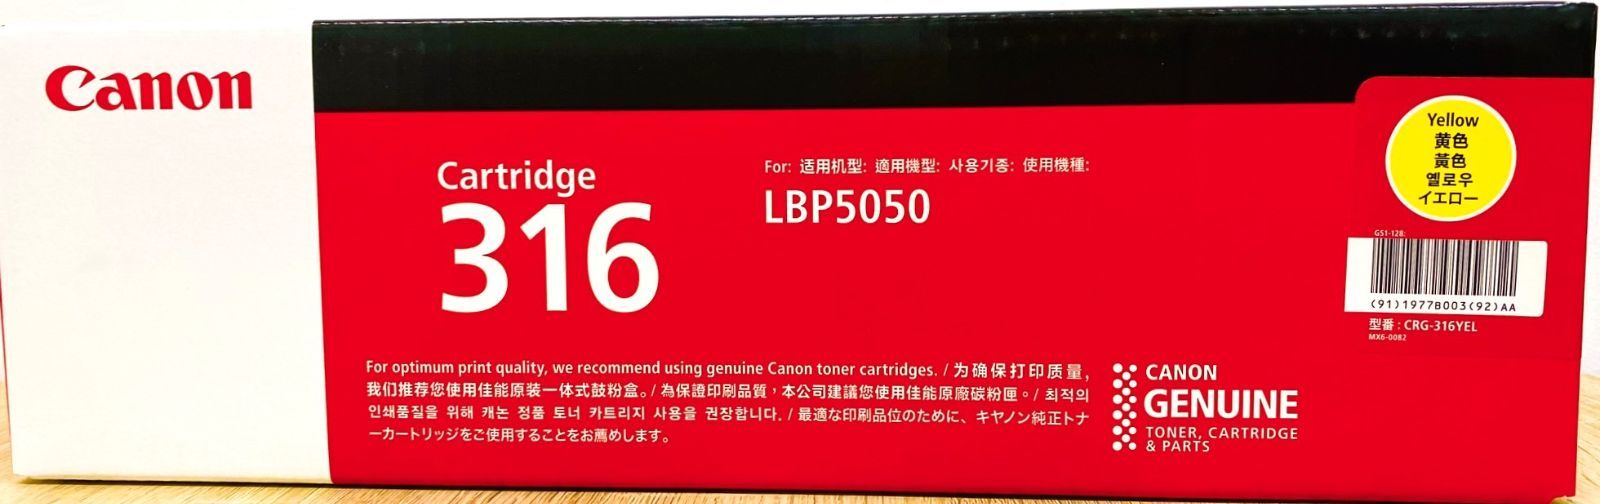 Canon
Cartridge
316
For: 适用机型: 適用機型: 사용기종: 使用機種:
LBP5050
Yellow
黄色
黃色
옐로우
イエロー
GS1-128:
(91)1977B003(92)AA
型番 : CRG-316YEL
MX6-0082
For optimum print quality, we recommend using genuine Canon toner cartridges. / 为确保打印质量,
我们推荐您使用佳能原装一体式鼓粉盒。/ 為保證印刷品質，本公司建議您使用佳能原廠碳粉匣。/ 최적의
인쇄품질을 위해 캐논 정품 토너 카트리지 사용을 권장합니다. / 最適な印刷品位のために、キヤノン純正トナ
ーカートリッジをご使用することをお薦めします。
CANON
GENUINE
TONER, CARTRIDGE
& PARTS